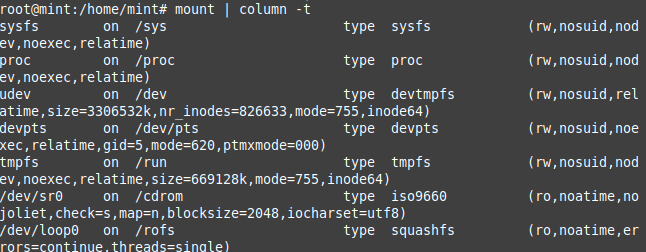 root@mint:/home/mint# mount | column -t
sysfs on /sys type sysfs (rw,nosuid,nod
ev,noexec,relatime)
proc on /proc type proc (rw,nosuid,nod
ev,noexec,relatime)
udev on /dev type devtmpfs (rw,nosuid,rel
atime,size=3306532k,nr_inodes=826633,mode=755,inode64)
devpts on /dev/pts type devpts (rw,nosuid,noe
xec,relatime,gid=5,mode=620,ptmxmode=000)
tmpfs on /run type tmpfs (rw,nosuid,nod
ev,noexec,relatime,size=669128k,mode=755,inode64)
/dev/sr0 on /cdrom type iso9660 (ro,noatime,no
joliet,check=s,map=n,blocksize=2048,iocharset=utf8)
/dev/loop0 on /rofs type squashfs (ro,noatime,er
rors=continue,threads=single)